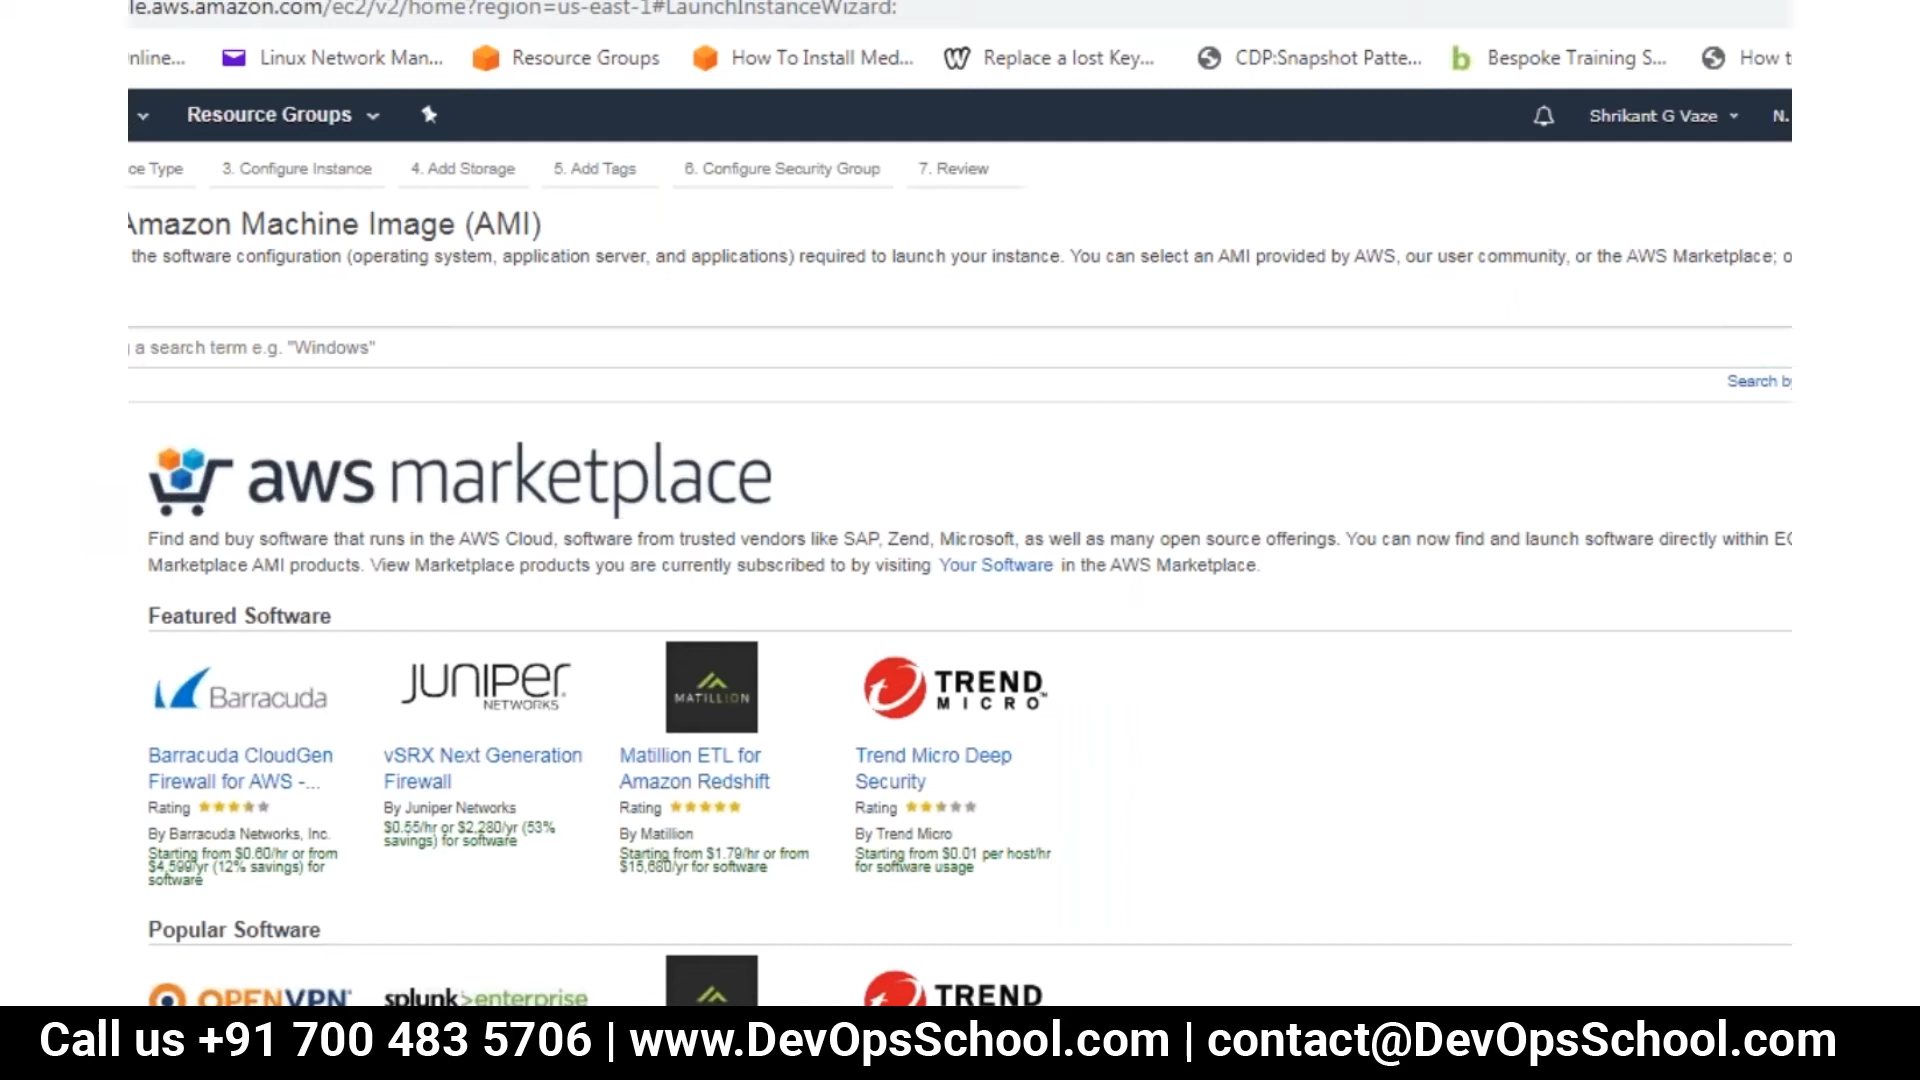 le.aws.amazon.com/ec2/v2/home?region=us-east-1#LaunchInstanceWizard:
nline... Linux Network Man... Resource Groups How To Install Med... Replace a lost Key... CDP:Snapshot Patte... Bespoke Training S... How t
Resource Groups Shrikant G Vaze N.
ce Type 3. Configure Instance 4. Add Storage 5. Add Tags 6. Configure Security Group 7. Review
Amazon Machine Image (AMI)
the software configuration (operating system, application server, and applications) required to launch your instance. You can select an AMI provided by AWS, our user community, or the AWS Marketplace; o
a search term e.g. "Windows"
Search b
aws marketplace
Find and buy software that runs in the AWS Cloud, software from trusted vendors like SAP, Zend, Microsoft, as well as many open source offerings. You can now find and launch software directly within EC
Marketplace AMI products. View Marketplace products you are currently subscribed to by visiting Your Software in the AWS Marketplace.
Featured Software
Barracuda JUNIPER NETWORKS MATILLION TREND MICRO™
Barracuda CloudGen Firewall for AWS -...
Rating
By Barracuda Networks, Inc.
Starting from $0.60/hr or from
$4,599/yr (12% savings) for
software
vSRX Next Generation
Firewall
By Juniper Networks
$0.55/hr or $2,280/yr (53%
savings) for software
Matillion ETL for
Amazon Redshift
Rating
By Matillion
Starting from $1.79/hr or from
$15,680/yr for software
Trend Micro Deep
Security
Rating
By Trend Micro
Starting from $0.01 per host/hr
for software usage
Popular Software
OPENVPN splunk>enterprise TREND
Call us +91 700 483 5706 | www.DevOpsSchool.com | contact@DevOpsSchool.com